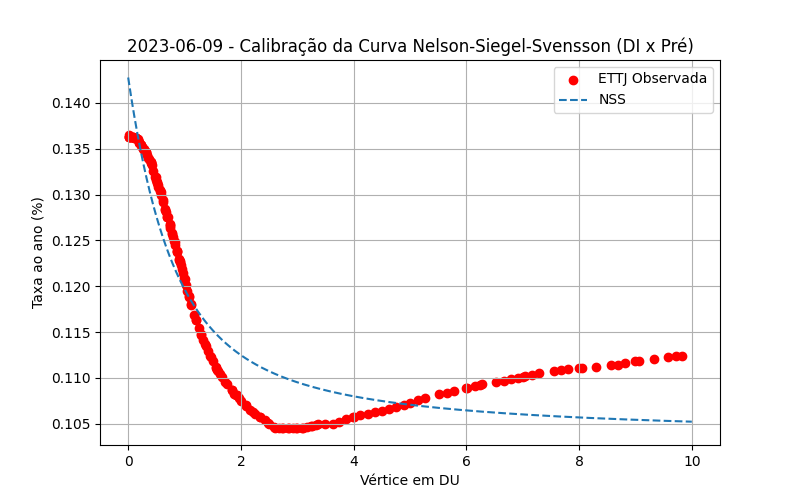 2023-06-09 - Calibração da Curva Nelson-Siegel-Svensson (DI x Pré)
ETTJ Observada
NSS
Taxa ao ano (%)
0.140
0.135
0.130
0.125
0.120
0.115
0.110
0.105
0 2 4 6 8 10
Vértice em DU